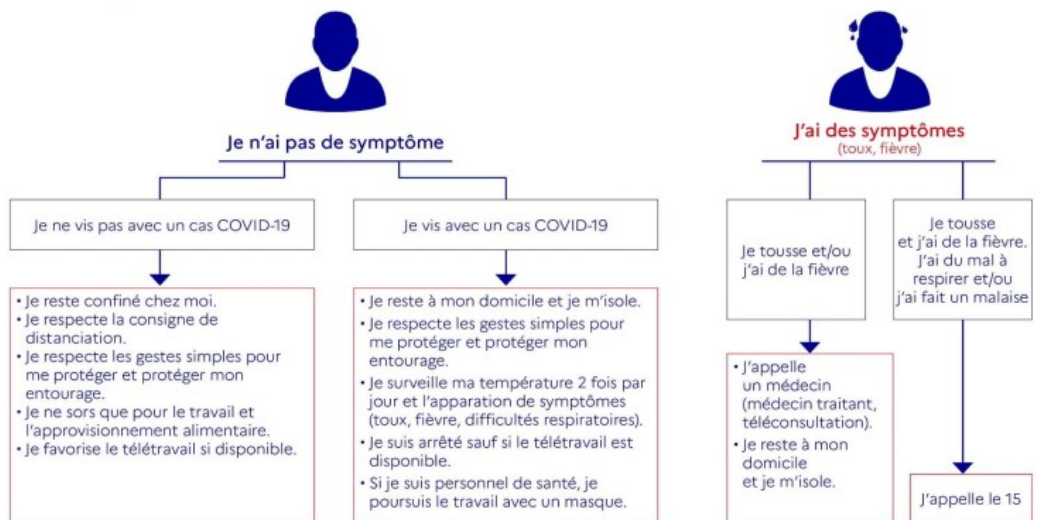 Je n'ai pas de symptôme
Je ne vis pas avec un cas COVID-19
• Je reste confiné chez moi.
• Je respecte la consigne de
distanciation.
• Je respecte les gestes simples pour
me protéger et protéger mon
entourage.
• Je ne sors que pour le travail et
l'approvisionnement alimentaire.
• Je favorise le télétravail si disponible.
Je vis avec un cas COVID-19
• Je reste à mon domicile et je m'isole.
• Je respecte les gestes simples pour
me protéger et protéger mon
entourage.
• Je surveille ma température 2 fois par
jour et l'apparation de symptômes
(toux, fièvre, difficultés respiratoires).
• Je suis arrêté sauf si le télétravail est
disponible.
• Si je suis personnel de santé, je
poursuis le travail avec un masque.
J'ai des symptômes
(toux, fièvre)
Je tousse et/ou
j'ai de la fièvre
• J'appelle
un médecin
(médecin traitant,
téléconsultation).
• Je reste à mon
domicile
et je m'isole.
Je tousse
et j'ai de la fièvre.
J'ai du mal à
respirer et/ou
j'ai fait un malaise
J'appelle le 15